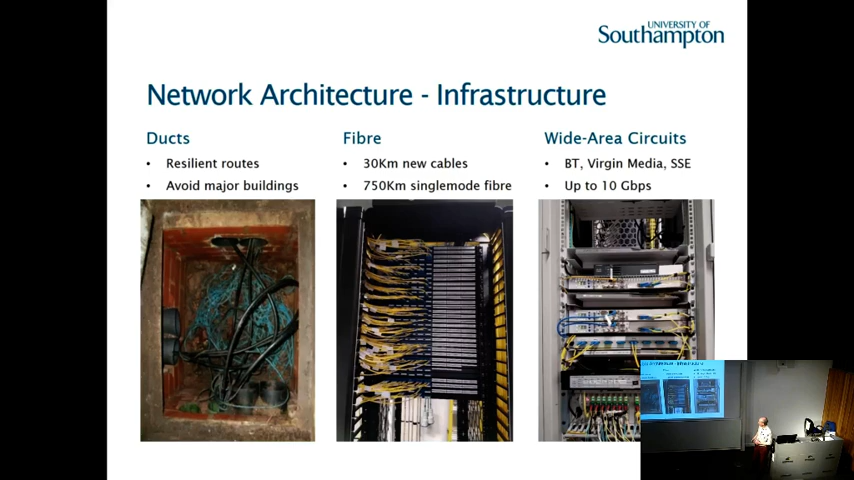 UNIVERSITY OF
Southampton
Network Architecture - Infrastructure
Ducts
• Resilient routes
• Avoid major buildings
Fibre
• 30Km new cables
• 750Km singlemode fibre
Wide-Area Circuits
• BT, Virgin Media, SSE
• Up to 10 Gbps